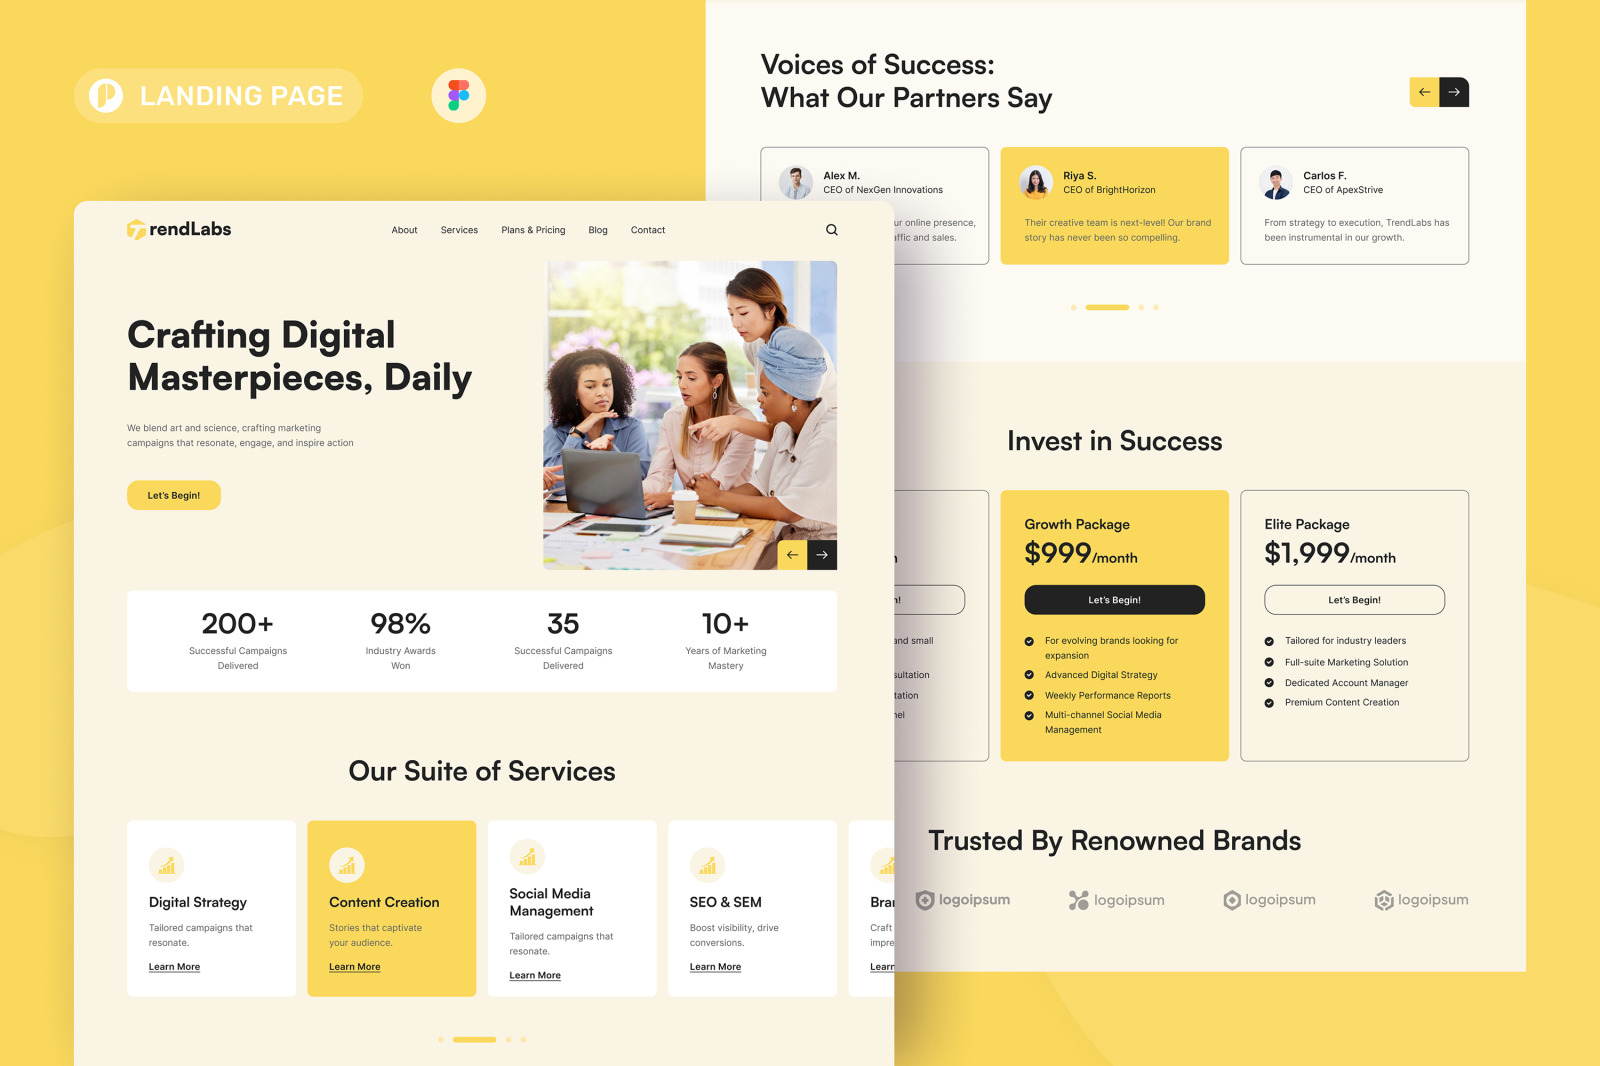 LANDING PAGE
rendLabs
About Services Plans & Pricing Blog Contact
Crafting Digital
Masterpieces, Daily
We blend art and science, crafting marketing
campaigns that resonate, engage, and inspire action
Let's Begin!
200+
Successful Campaigns
Delivered
98%
Industry Awards
Won
35
Successful Campaigns
Delivered
10+
Years of Marketing
Mastery
Our Suite of Services
Digital Strategy
Tailored campaigns that
resonate.
Learn More
Content Creation
Stories that captivate
your audience.
Learn More
Social Media
Management
Tailored campaigns that
resonate.
Learn More
SEO & SEM
Boost visibility, drive
conversions.
Learn More
Bran
Craft
impre
Learn
Voices of Success:
What Our Partners Say
Alex M.
CEO of NexGen Innovations
ur online presence,
affic and sales.
Riya S.
CEO of BrightHorizon
Their creative team is next-level! Our brand
story has never been so compelling.
Carlos F.
CEO of ApexStrive
From strategy to execution, TrendLabs has
been instrumental in our growth.
Invest in Success
and small
sultation
tation
nel
Growth Package
$999/month
Let's Begin!
For evolving brands looking for
expansion
Advanced Digital Strategy
Weekly Performance Reports
Multi-channel Social Media
Management
Elite Package
$1,999/month
Let's Begin!
Tailored for industry leaders
Full-suite Marketing Solution
Dedicated Account Manager
Premium Content Creation
Trusted By Renowned Brands
logoipsum logoipsum logoipsum logoipsum